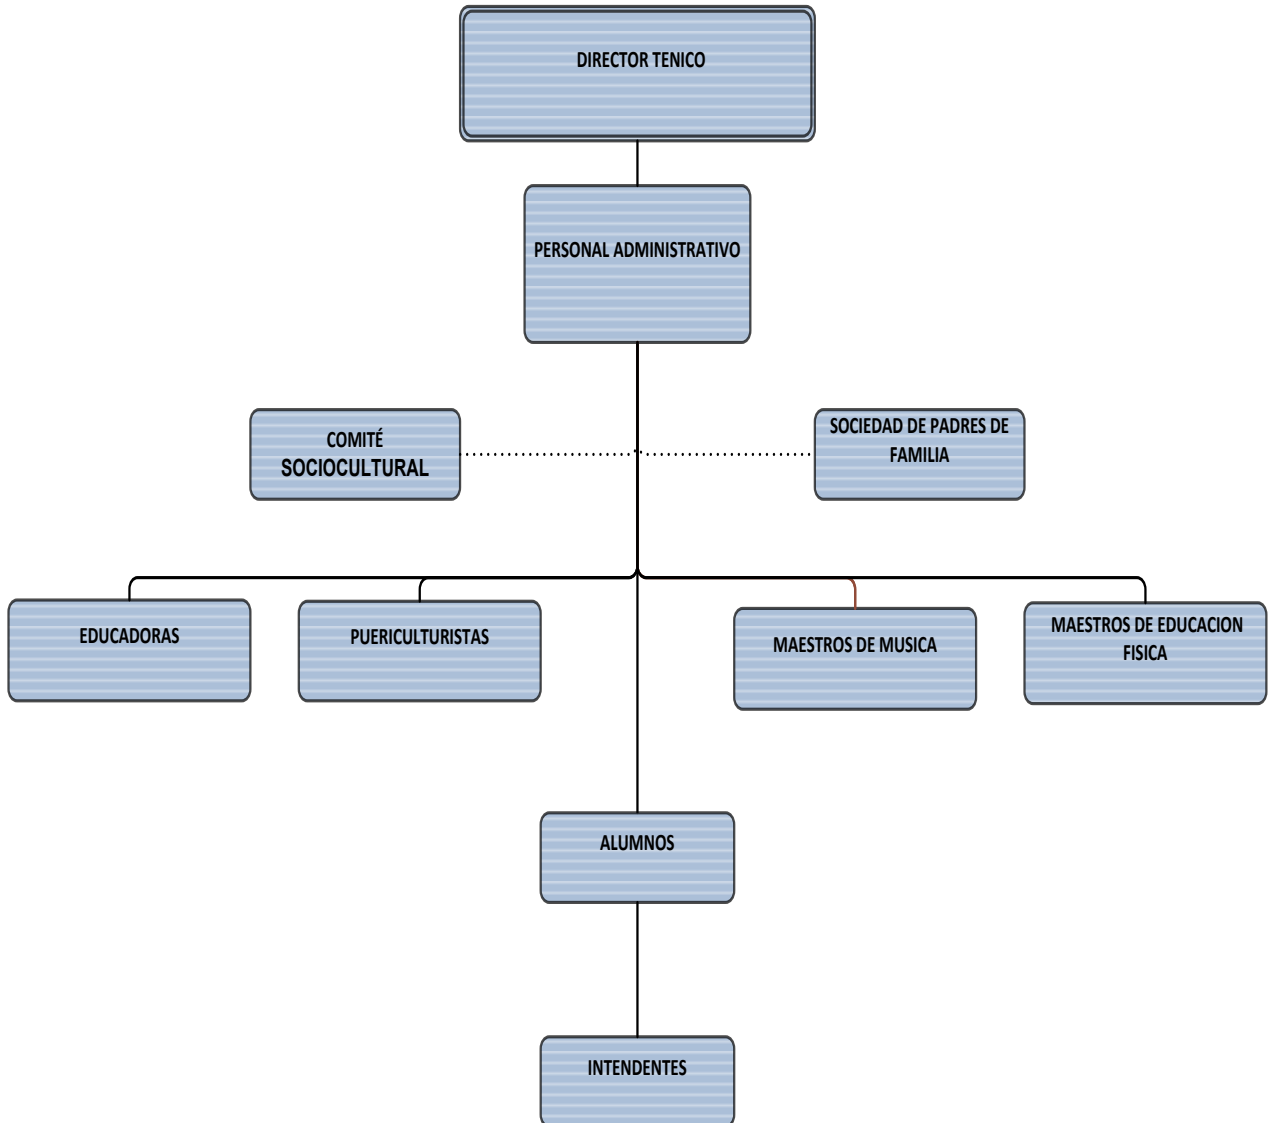 DIRECTOR TENICO
PERSONAL ADMINISTRATIVO
COMITÉ
SOCIOCULTURAL
SOCIEDAD DE PADRES DE
FAMILIA
EDUCADORAS
PUERICULTURISTAS
MAESTROS DE MUSICA
MAESTROS DE EDUCACION
FISICA
ALUMNOS
INTENDENTES